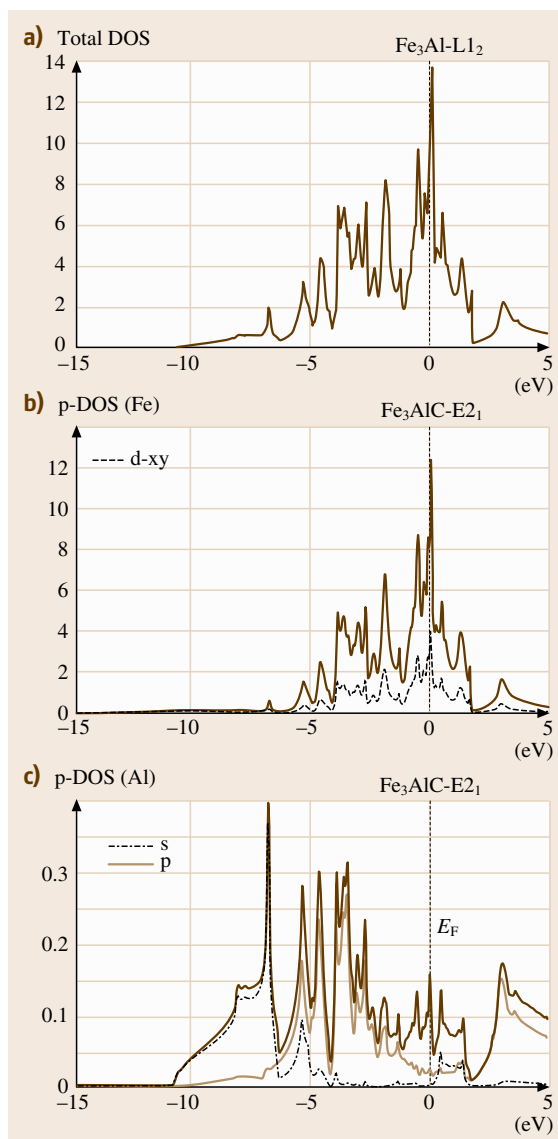 a) Total DOS
Fe₃Al-L1₂
14
12
10
8
6
4
2
0
−15 −10 −5 0 5
(eV)
b) p-DOS (Fe)
Fe₃AlC-E2₁
d-xy
12
10
8
6
4
2
0
−15 −10 −5 0 5
(eV)
c) p-DOS (Al)
Fe₃AlC-E2₁
s
p
0.3
E_F
0.2
0.1
0
−15 −10 −5 0 5
(eV)